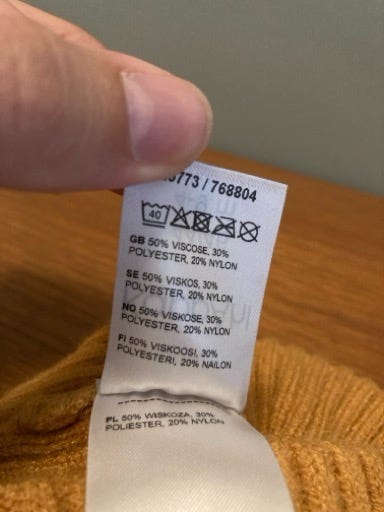 3773 / 768804
40
GB 50% VISCOSE, 30%
POLYESTER, 20% NYLON
SE 50% VISKOS, 30%
POLYESTER, 20% NYLON
NO 50% VISKOSE, 30%
POLYESTER, 20% NYLON
FI 50% VISKOOSI, 30%
POLYESTERI, 20% NAILON
PL 50% WISKOZA, 30%
POLIESTER, 20% NYLON